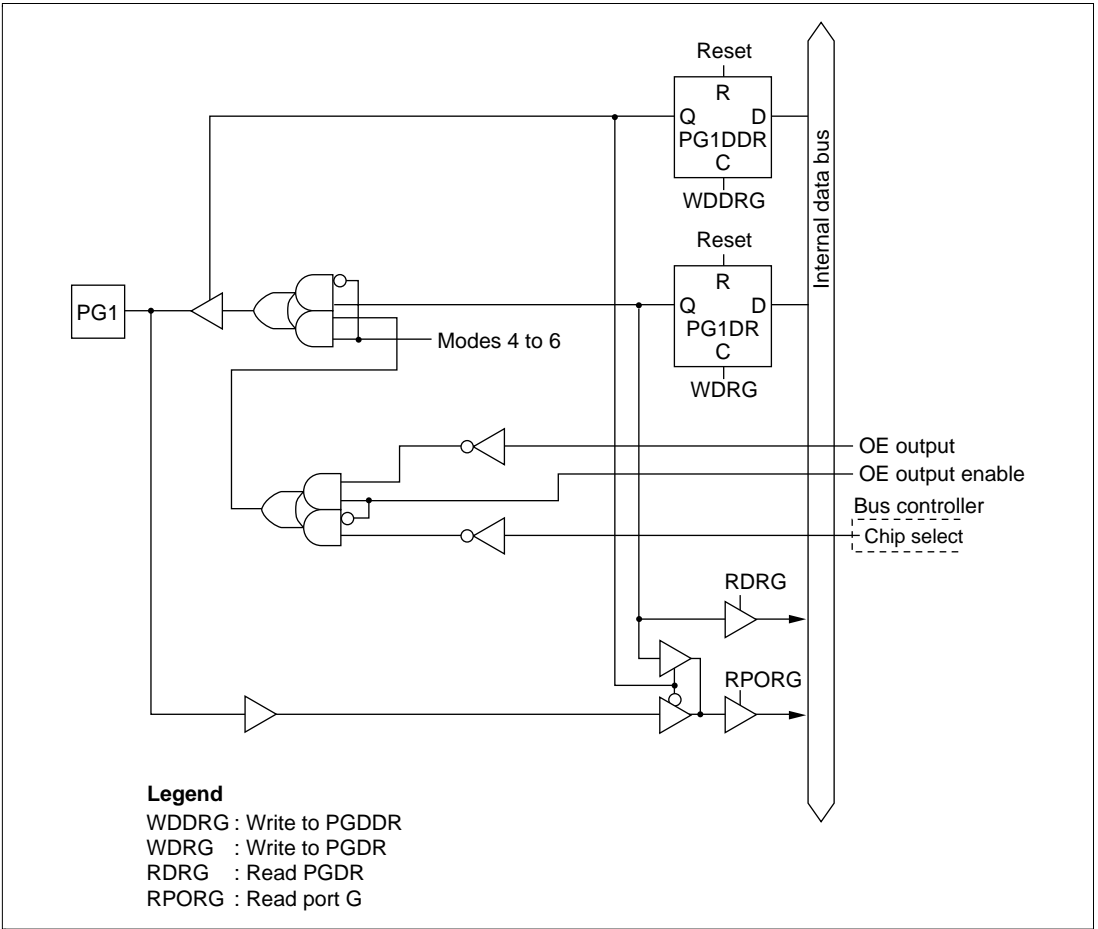 Reset
R
Q D
PG1DDR
C
WDDRG
Internal data bus
Reset
R
Q D
PG1DR
C
WDRG
PG1
Modes 4 to 6
OE output
OE output enable
Bus controller
Chip select
RDRG
RPORG
Legend
WDDRG : Write to PGDDR
WDRG : Write to PGDR
RDRG : Read PGDR
RPORG : Read port G